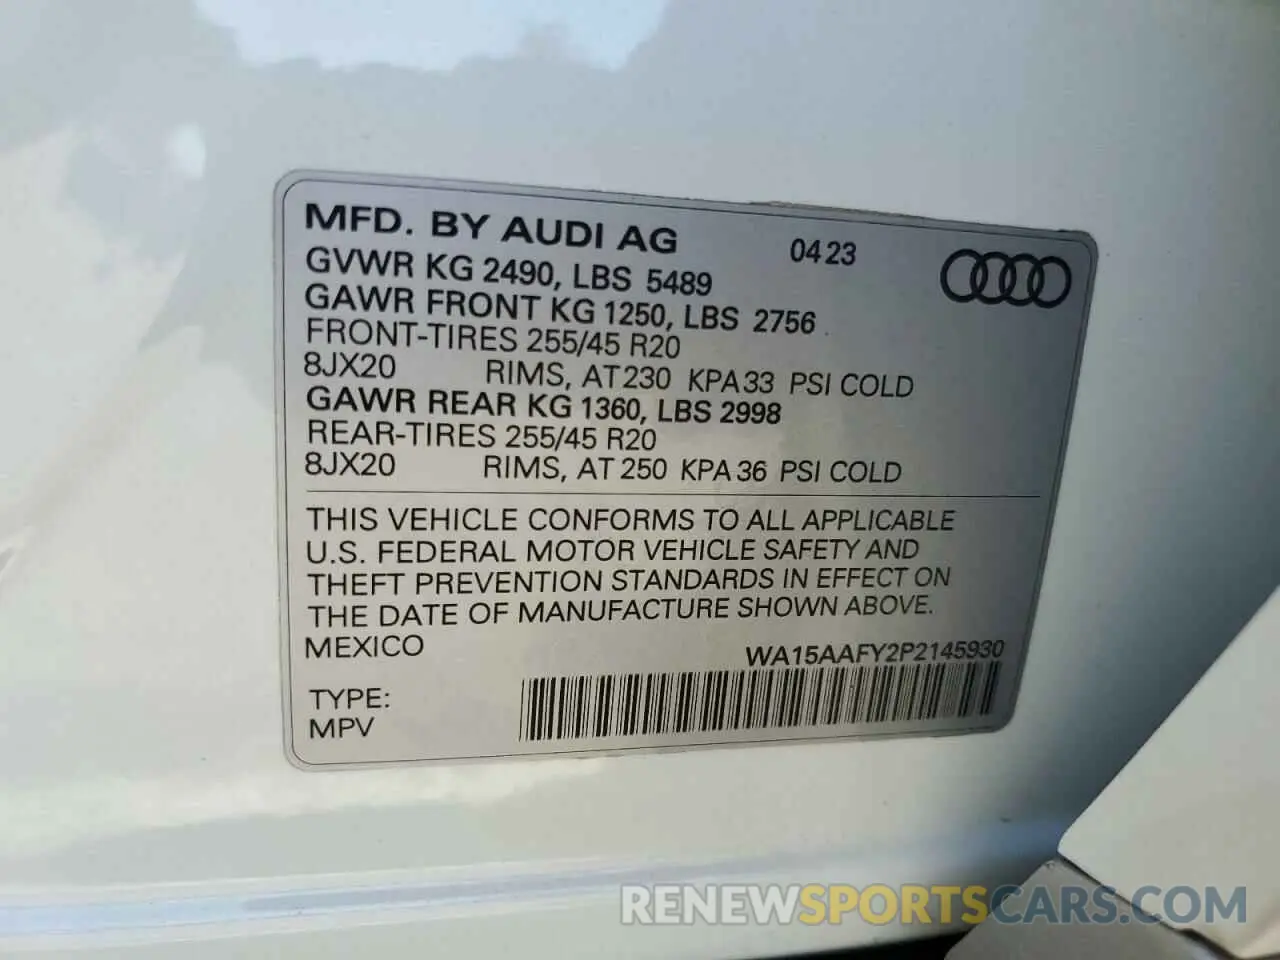 MFD. BY AUDI AG 04 23
GVWR KG 2490, LBS 5489
GAWR FRONT KG 1250, LBS 2756
FRONT-TIRES 255/45 R20
8JX20 RIMS, AT 230 KPA 33 PSI COLD
GAWR REAR KG 1360, LBS 2998
REAR-TIRES 255/45 R20
8JX20 RIMS, AT 250 KPA 36 PSI COLD
THIS VEHICLE CONFORMS TO ALL APPLICABLE
U.S. FEDERAL MOTOR VEHICLE SAFETY AND
THEFT PREVENTION STANDARDS IN EFFECT ON
THE DATE OF MANUFACTURE SHOWN ABOVE.
MEXICO WA15AAFY2P2145930
TYPE:
MPV
RENEWSPORTSCARS.COM